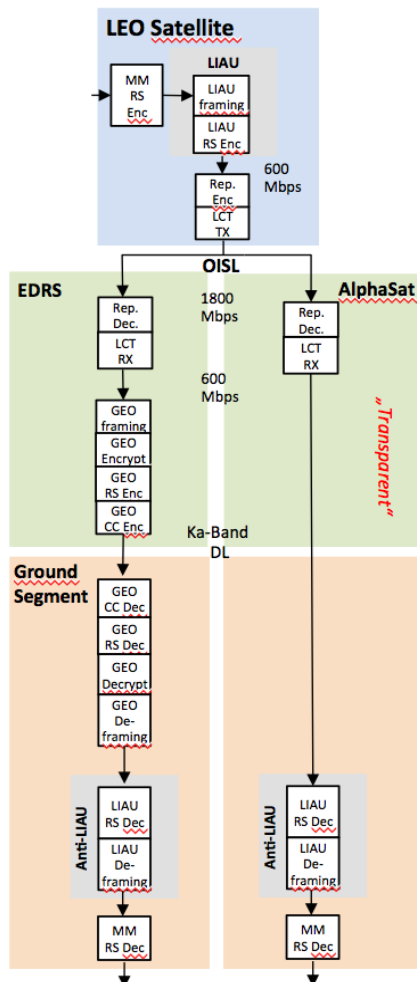 LEO Satellite
LIAU
MM
RS
Enc
LIAU
framing
LIAU
RS Enc
600
Mbps
Rep.
Enc
LCT
TX
OISL
EDRS
1800
Mbps
AlphaSat
Rep.
Dec.
LCT
RX
Rep.
Dec.
LCT
RX
600
Mbps
„Transparent“
GEO
framing
GEO
Encrypt
GEO
RS Enc
GEO
CC Enc
Ka-Band
DL
Ground
Segment
GEO
CC Dec
GEO
RS Dec
GEO
Decrypt
GEO
De-
framing
Anti-LIAU
LIAU
RS Dec
LIAU
De-
framing
MM
RS Dec
Anti-LIAU
LIAU
RS Dec
LIAU
De-
framing
MM
RS Dec